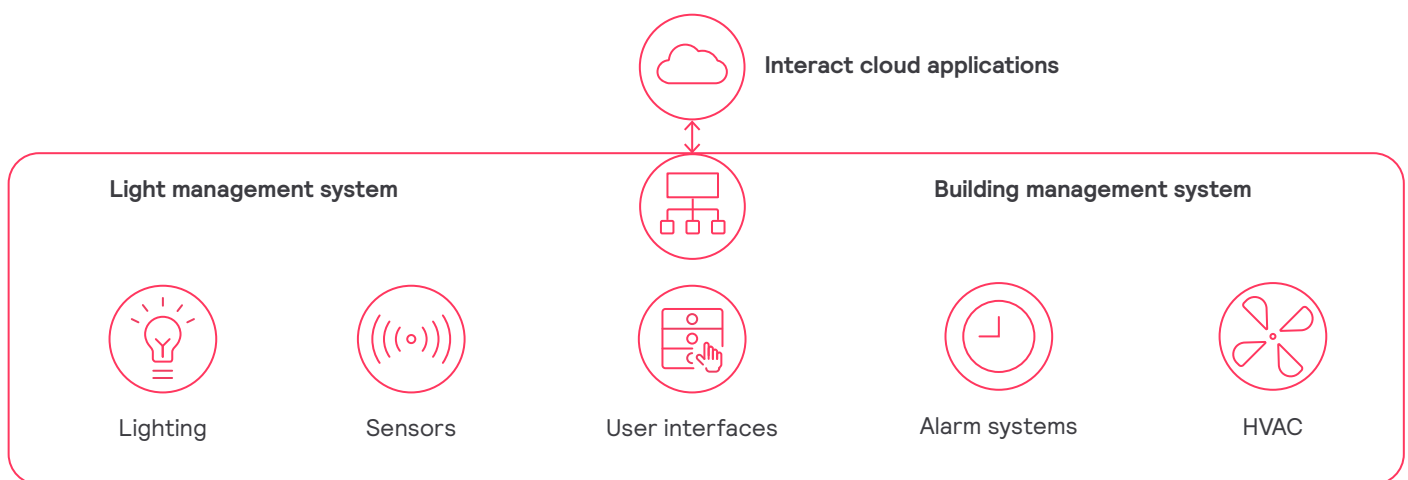 Interact cloud applications
Light management system
Building management system
Lighting
Sensors
User interfaces
Alarm systems
HVAC